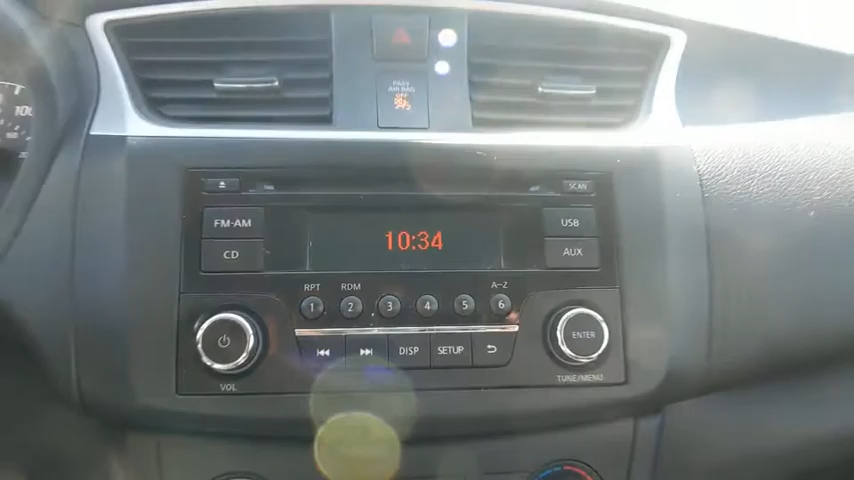 PASS
AIR BAG
OFF
100
SCAN
FM-AM
USB
10:34
CD
AUX
RPT RDM A-Z
1 2 3 4 5 6
DISP SETUP
ENTER
VOL
TUNE/MENU